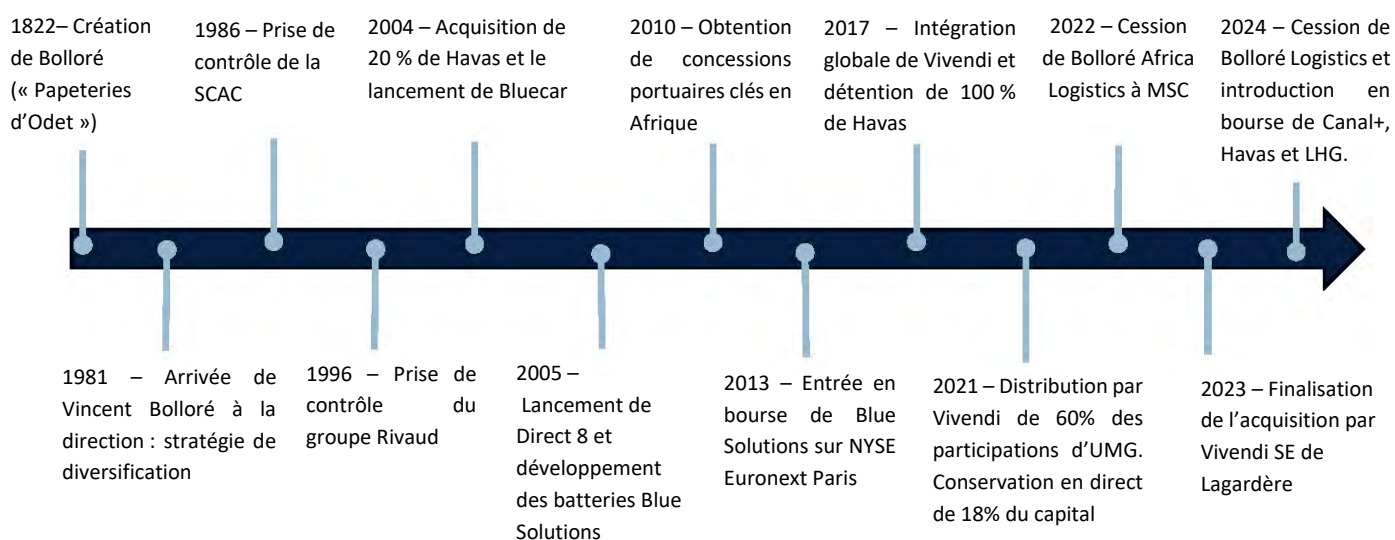 1822– Création
de Bolloré
(« Papeteries
d’Odet »)
1986 – Prise de
contrôle de la
SCAC
2004 – Acquisition de
20 % de Havas et le
lancement de Bluecar
2010 – Obtention
de concessions
portuaires clés en
Afrique
2017 – Intégration
globale de Vivendi et
détention de 100 %
de Havas
2022 – Cession
de Bolloré Africa
Logistics à MSC
2024 – Cession de
Bolloré Logistics et
introduction en
bourse de Canal+,
Havas et LHG.
1981 – Arrivée de
Vincent Bolloré à la
direction : stratégie de
diversification
1996 – Prise de
contrôle du
groupe Rivaud
2005 –
Lancement de
Direct 8 et
développement
des batteries Blue
Solutions
2013 – Entrée en
bourse de Blue
Solutions sur NYSE
Euronext Paris
2021 – Distribution par
Vivendi de 60% des
participations d’UMG.
Conservation en direct
de 18% du capital
2023 – Finalisation
de l’acquisition par
Vivendi SE de
Lagardère